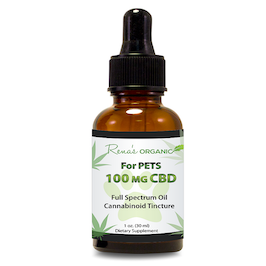 Rena's ORGANIC
For PETS
100 MG CBD
Full Spectrum Oil
Cannabinoid Tincture
1 oz. (30 ml)
Dietary Supplement